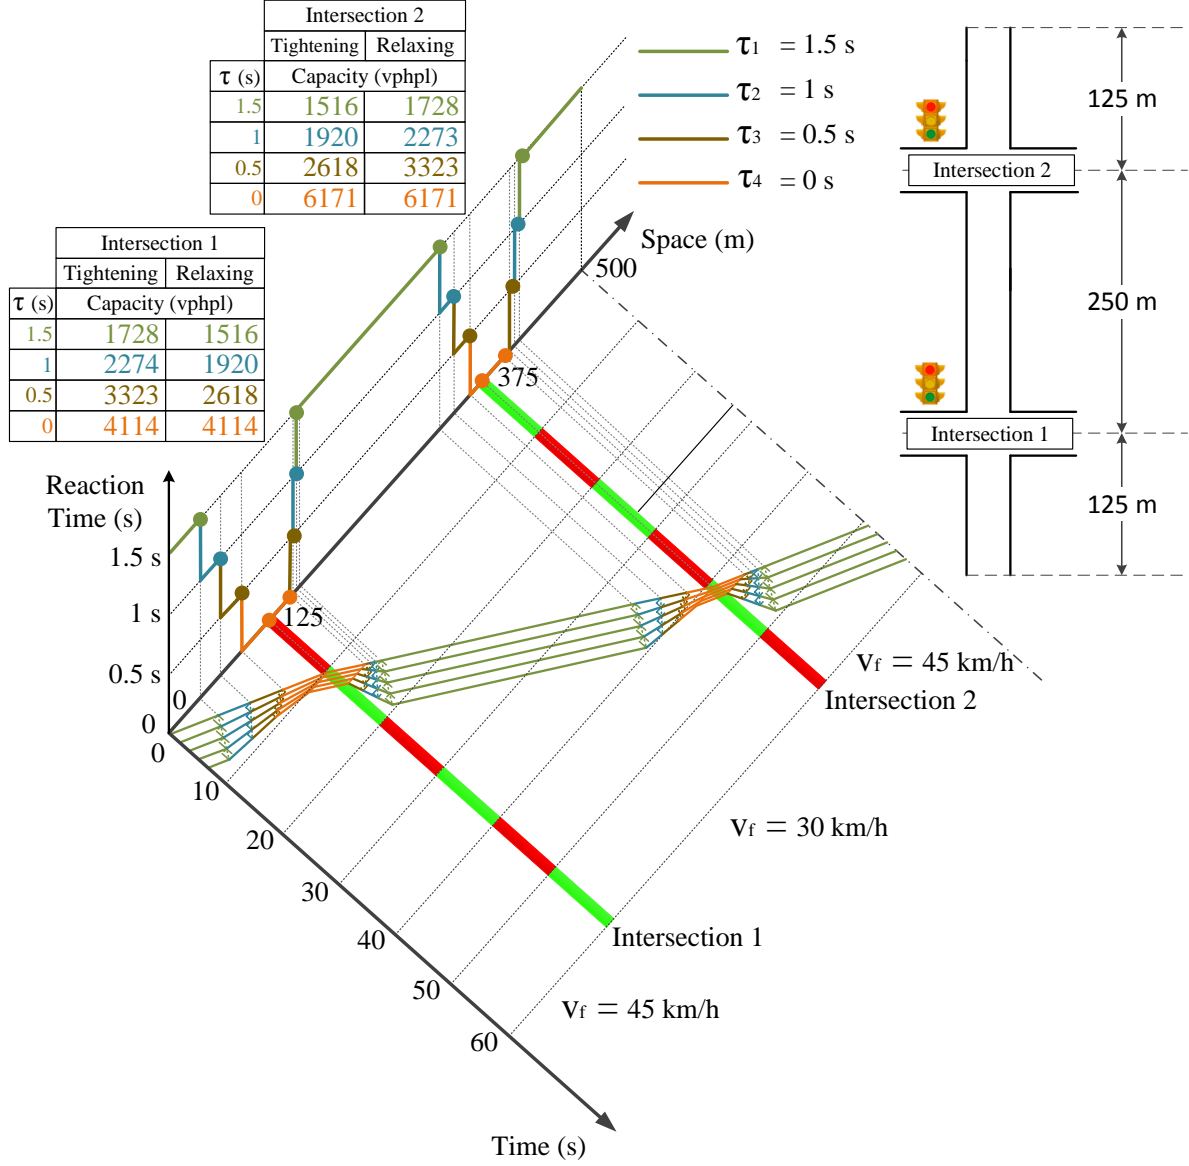 Intersection 2
Tightening Relaxing
τ (s) Capacity (vphpl)
1.5 1516 1728
1 1920 2273
0.5 2618 3323
0 6171 6171
Intersection 1
Tightening Relaxing
τ (s) Capacity (vphpl)
1.5 1728 1516
1 2274 1920
0.5 3323 2618
0 4114 4114
τ1 = 1.5 s
τ2 = 1 s
τ3 = 0.5 s
τ4 = 0 s
125 m
Intersection 2
250 m
Intersection 1
125 m
Space (m)
500
375
125
0
Reaction
Time (s)
1.5 s
1 s
0.5 s
0
0
10
20
30
40
50
60
Time (s)
vf = 45 km/h
Intersection 2
vf = 30 km/h
Intersection 1
vf = 45 km/h